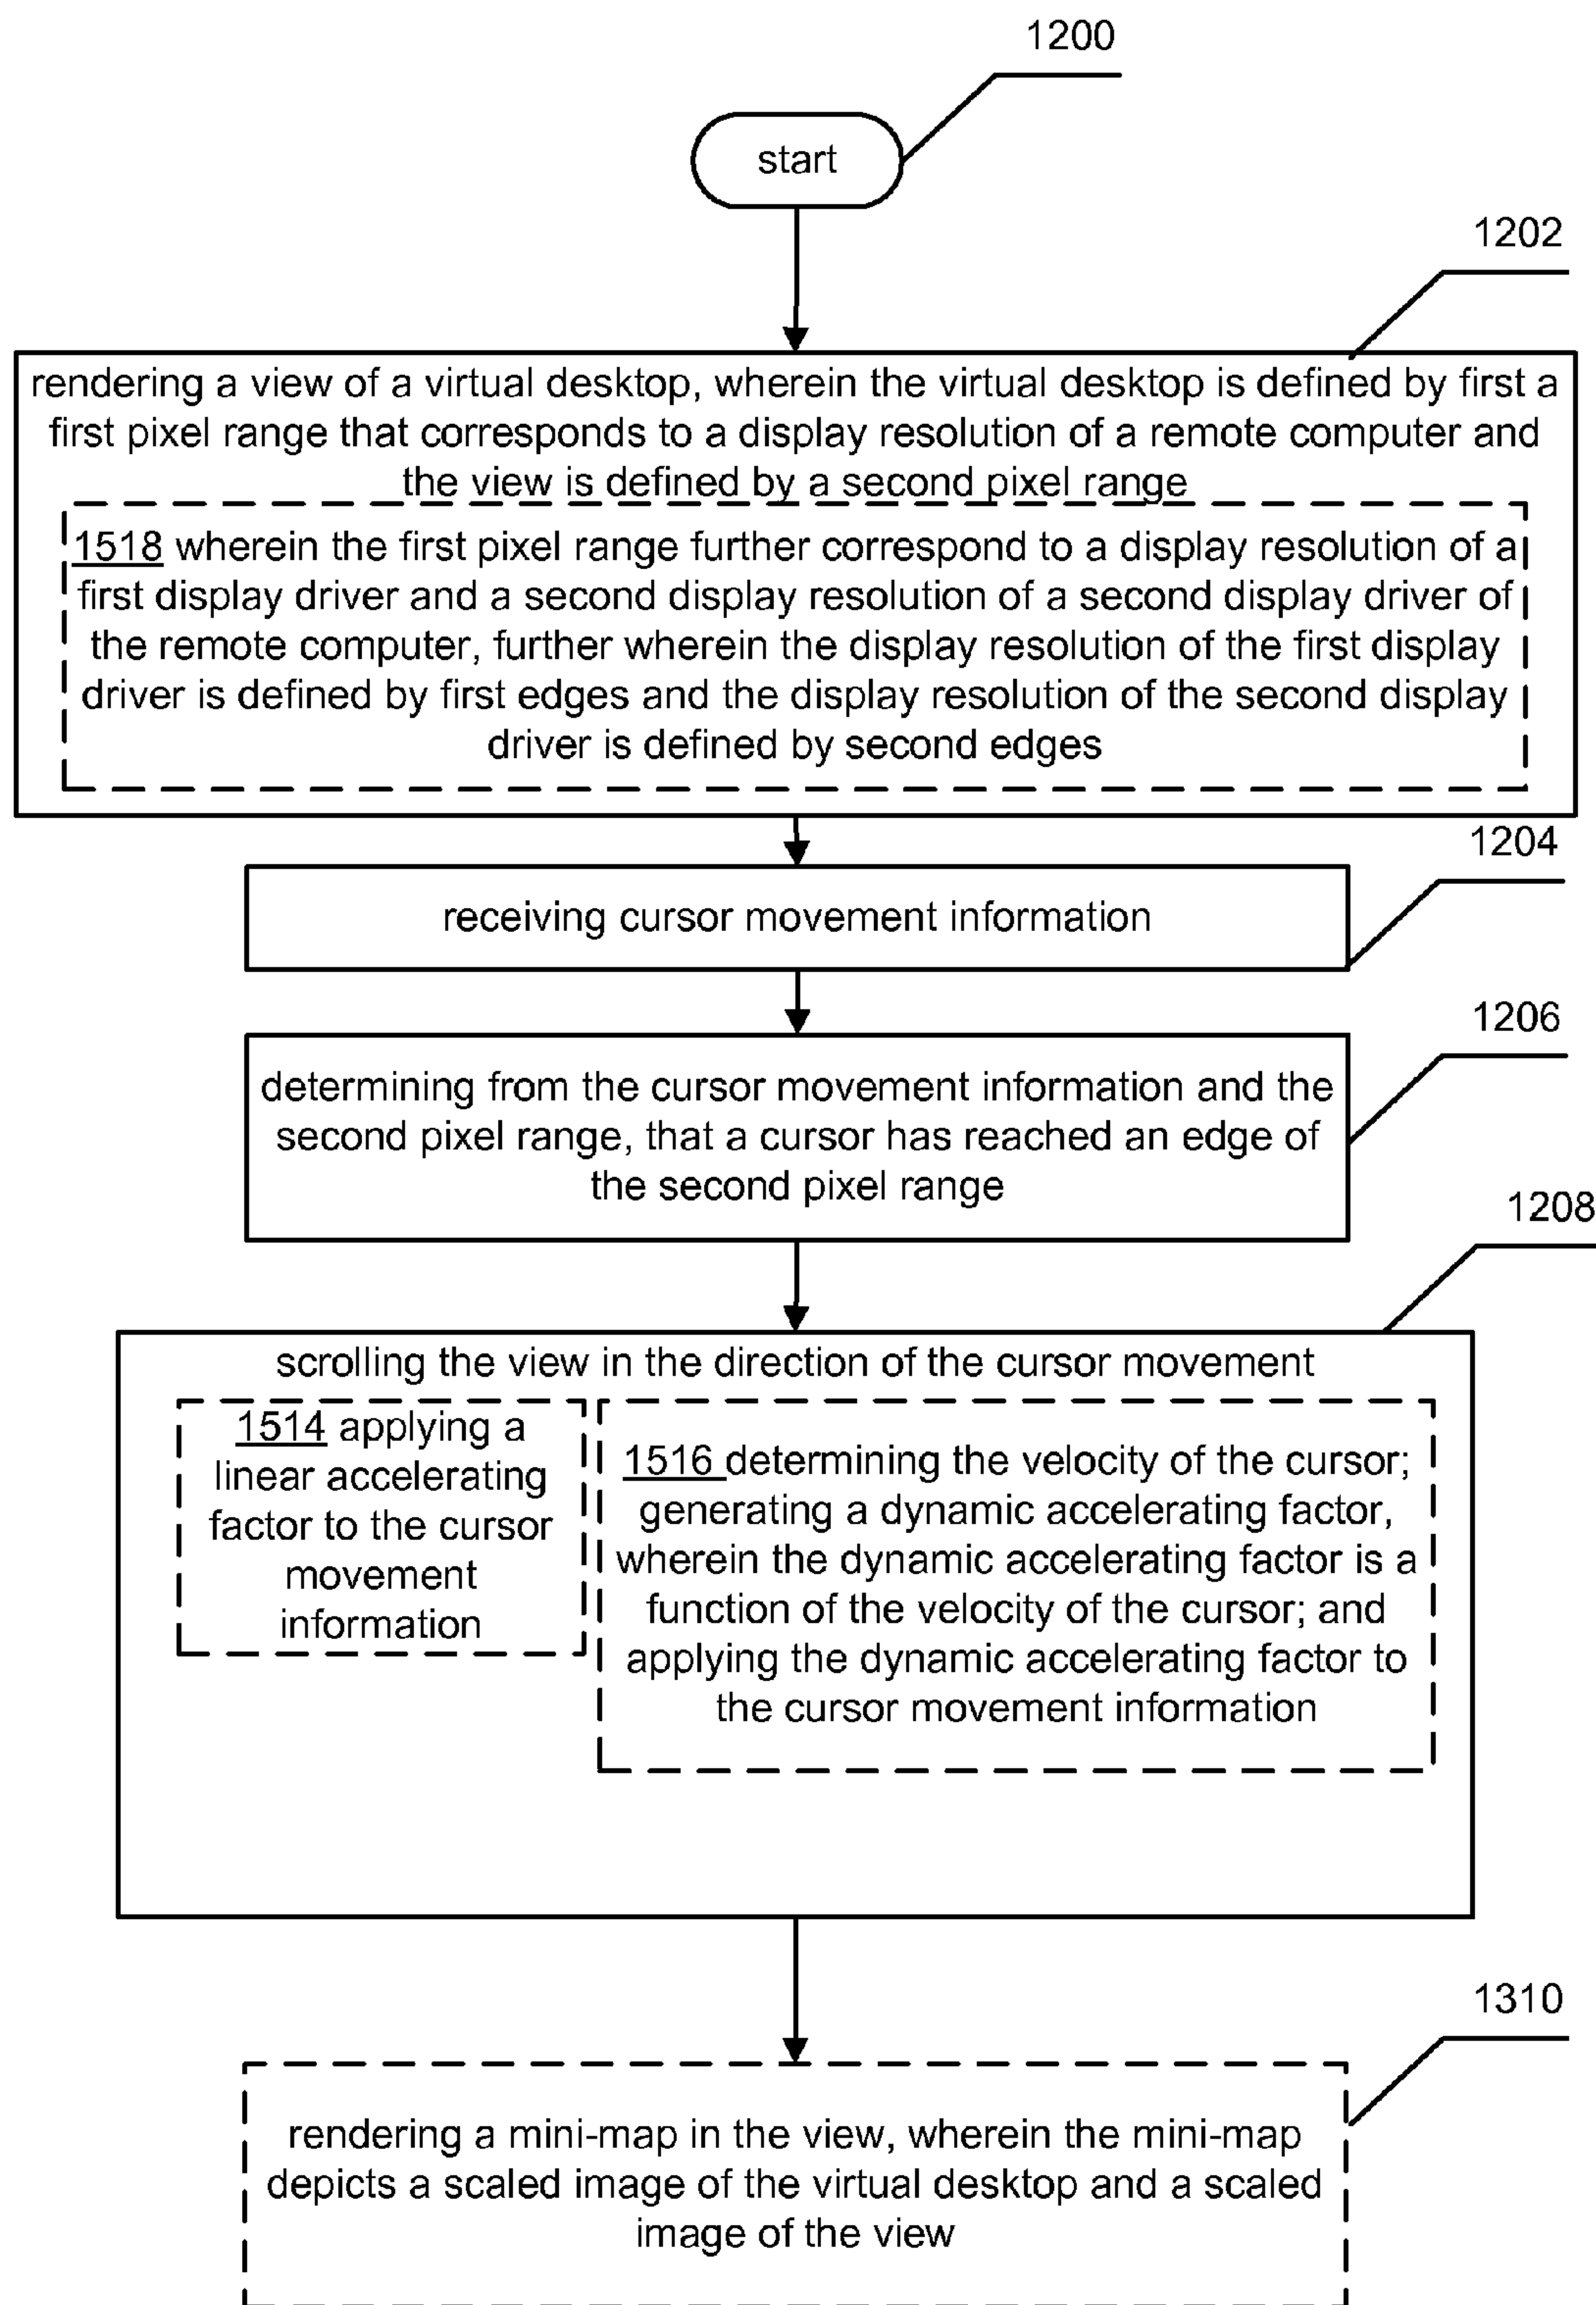 1200
start
1202
rendering a view of a virtual desktop, wherein the virtual desktop is defined by first a
first pixel range that corresponds to a display resolution of a remote computer and
the view is defined by a second pixel range
1518 wherein the first pixel range further correspond to a display resolution of a
first display driver and a second display resolution of a second display driver of
the remote computer, further wherein the display resolution of the first display
driver is defined by first edges and the display resolution of the second display
driver is defined by second edges
1204
receiving cursor movement information
1206
determining from the cursor movement information and the
second pixel range, that a cursor has reached an edge of
the second pixel range
1208
scrolling the view in the direction of the cursor movement
1514 applying a
linear accelerating
factor to the cursor
movement
information
1516 determining the velocity of the cursor;
generating a dynamic accelerating factor,
wherein the dynamic accelerating factor is a
function of the velocity of the cursor; and
applying the dynamic accelerating factor to
the cursor movement information
1310
rendering a mini-map in the view, wherein the mini-map
depicts a scaled image of the virtual desktop and a scaled
image of the view